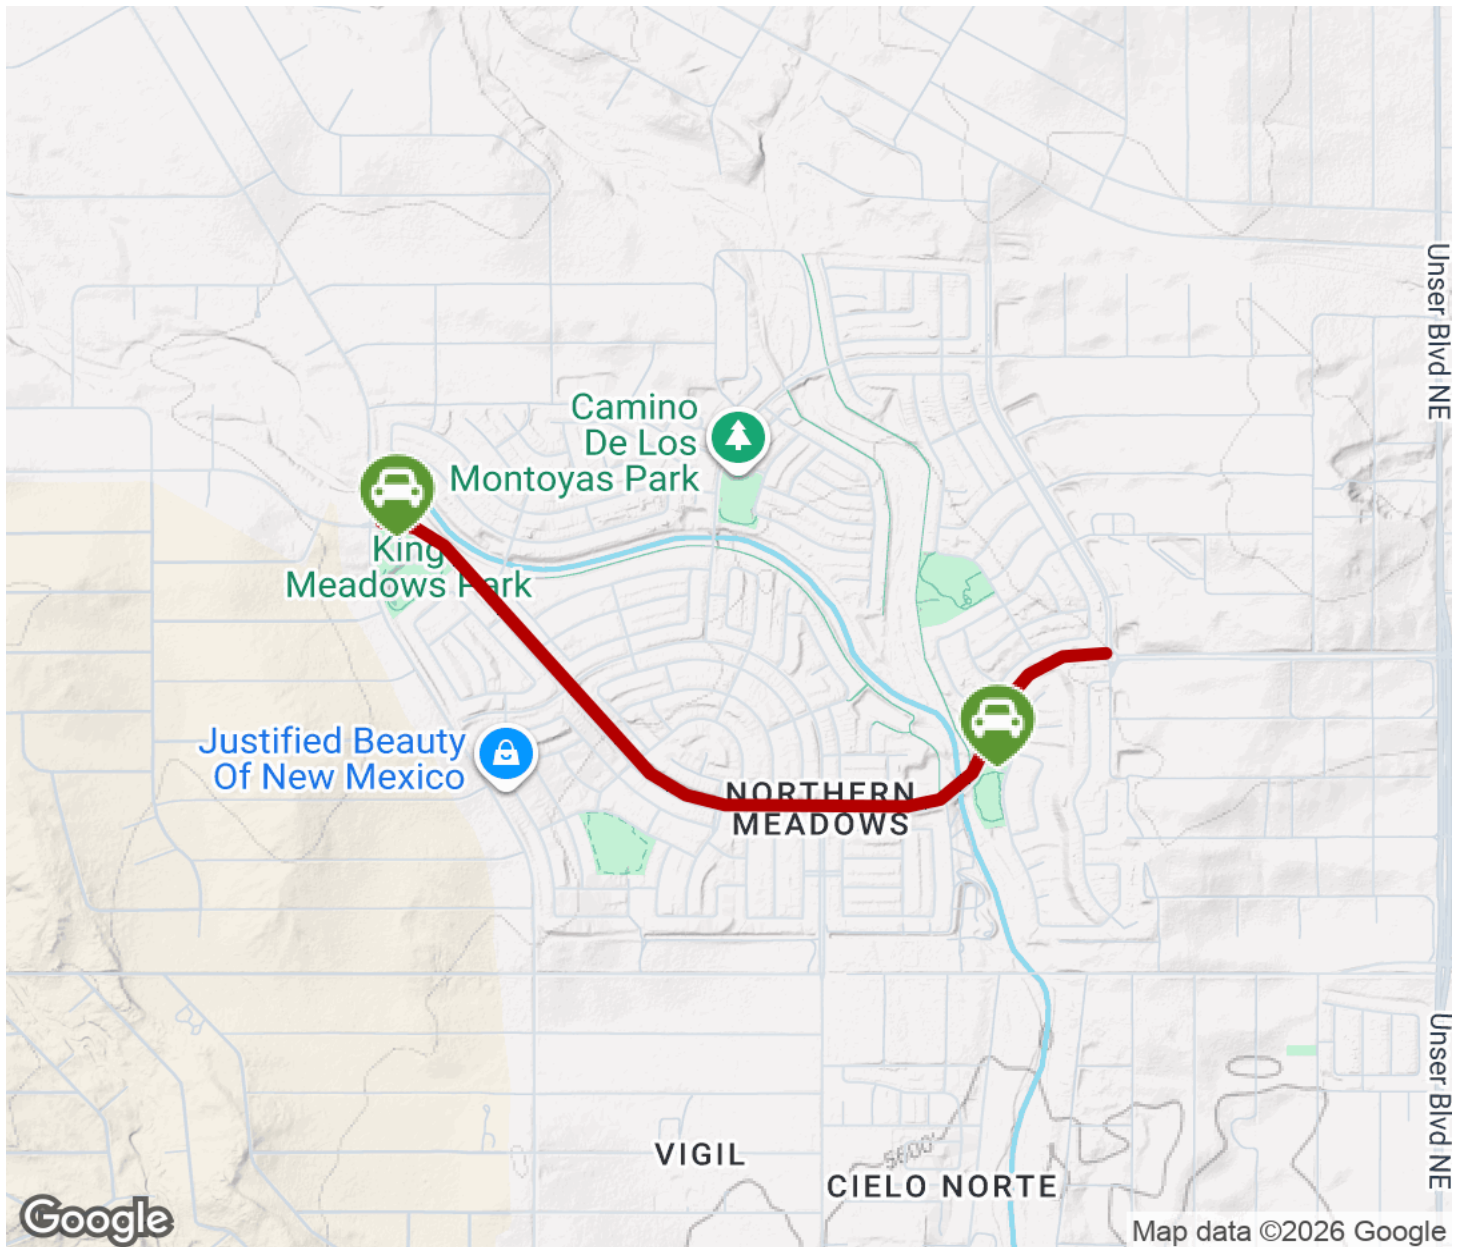 Unser Blvd NE
Camino
De Los
Montoyas Park
King
Meadows Park
Justified Beauty
Of New Mexico
NORTHERN
MEADOWS
Unser Blvd NE
VIGIL
5600'
CIELO NORTE
Google
Map data ©2026 Google